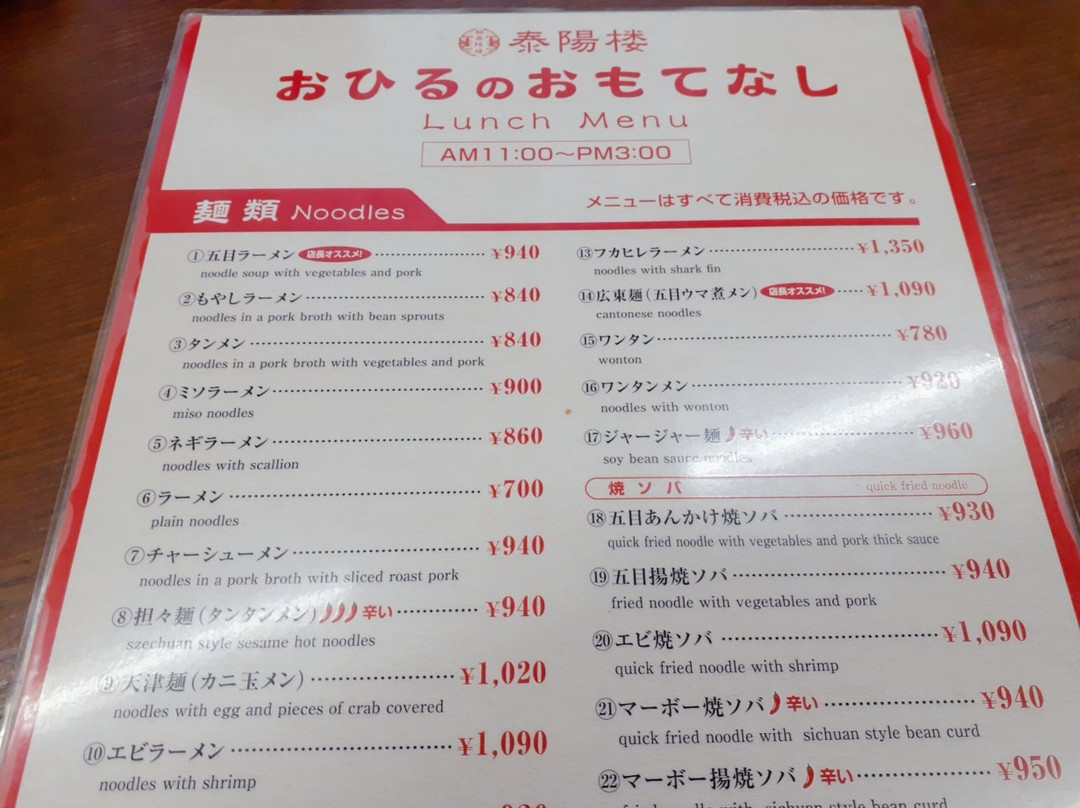 泰陽楼
おひるのおもてなし
Lunch Menu
AM11:00～PM3:00
麺類 Noodles
メニューはすべて消費税込の価格です。
①五目ラーメン 店長オススメ! ¥940
noodle soup with vegetables and pork
②もやしラーメン ¥840
noodles in a pork broth with bean sprouts
③タンメン ¥840
noodles in a pork broth with vegetables and pork
④ミソラーメン ¥900
miso noodles
⑤ネギラーメン ¥860
noodles with scallion
⑥ラーメン ¥700
plain noodles
⑦チャーシューメン ¥940
noodles in a pork broth with sliced roast pork
⑧担々麺(タンタンメン) 辛い ¥940
szechuan style sesame hot noodles
⑨天津麺(カニ玉メン) ¥1,020
noodles with egg and pieces of crab covered
⑩エビラーメン ¥1,090
noodles with shrimp
⑬フカヒレラーメン ¥1,350
noodles with shark fin
⑭広東麺(五目ウマ煮メン) 店長オススメ! ¥1,090
cantonese noodles
⑮ワンタン ¥780
wonton
⑯ワンタンメン ¥920
noodles with wonton
⑰ジャージャー麺 辛い ¥960
soy bean sauce noodles
焼ソバ quick fried noodle
⑱五目あんかけ焼ソバ ¥930
quick fried noodle with vegetables and pork thick sauce
⑲五目揚焼ソバ ¥940
fried noodle with vegetables and pork
⑳エビ焼ソバ ¥1,090
quick fried noodle with shrimp
㉑マーボー焼ソバ 辛い ¥940
quick fried noodle with sichuan style bean curd
㉒マーボー揚焼ソバ 辛い ¥950
fried noodle with sichuan style bean curd